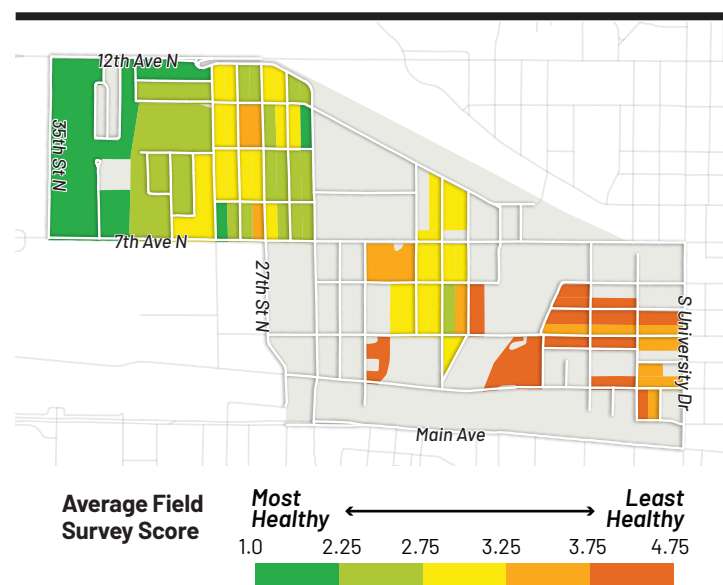 12th Ave N
35th St N
7th Ave N
27th St N
S University Dr
Main Ave
Average Field
Survey Score
Most
Healthy
Least
Healthy
1.0 2.25 2.75 3.25 3.75 4.75